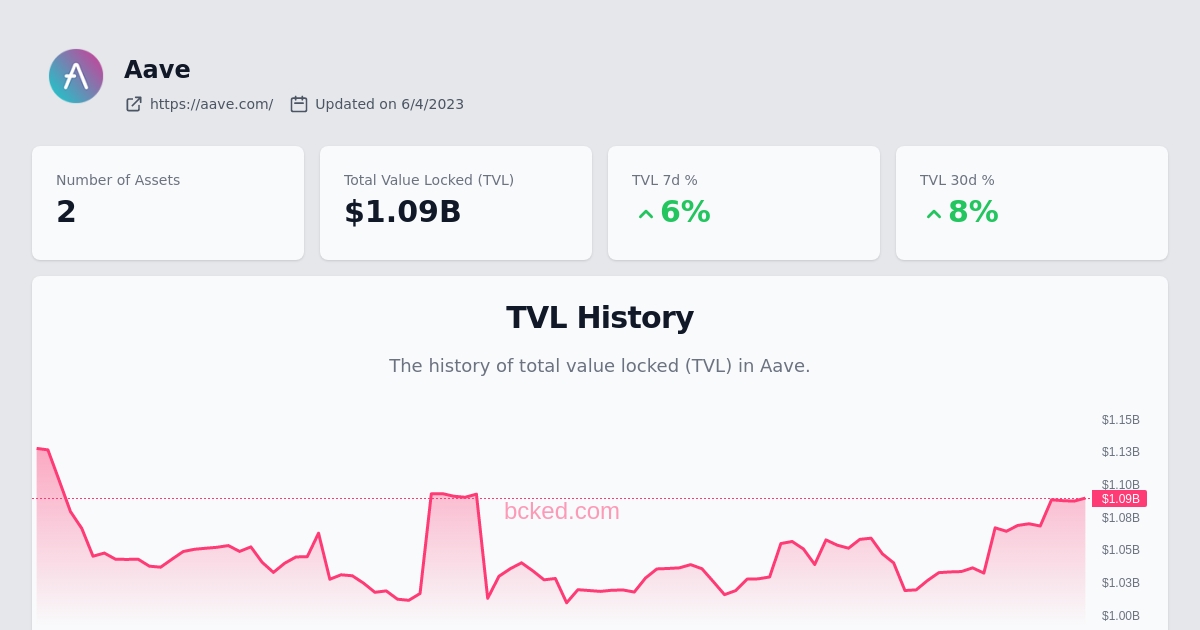 Aave
https://aave.com/ Updated on 6/4/2023
Number of Assets
2
Total Value Locked (TVL)
$1.09B
TVL 7d %
6%
TVL 30d %
8%
TVL History
The history of total value locked (TVL) in Aave.
$1.15B
$1.13B
$1.10B
$1.09B
$1.08B
$1.05B
$1.03B
$1.00B
bcked.com